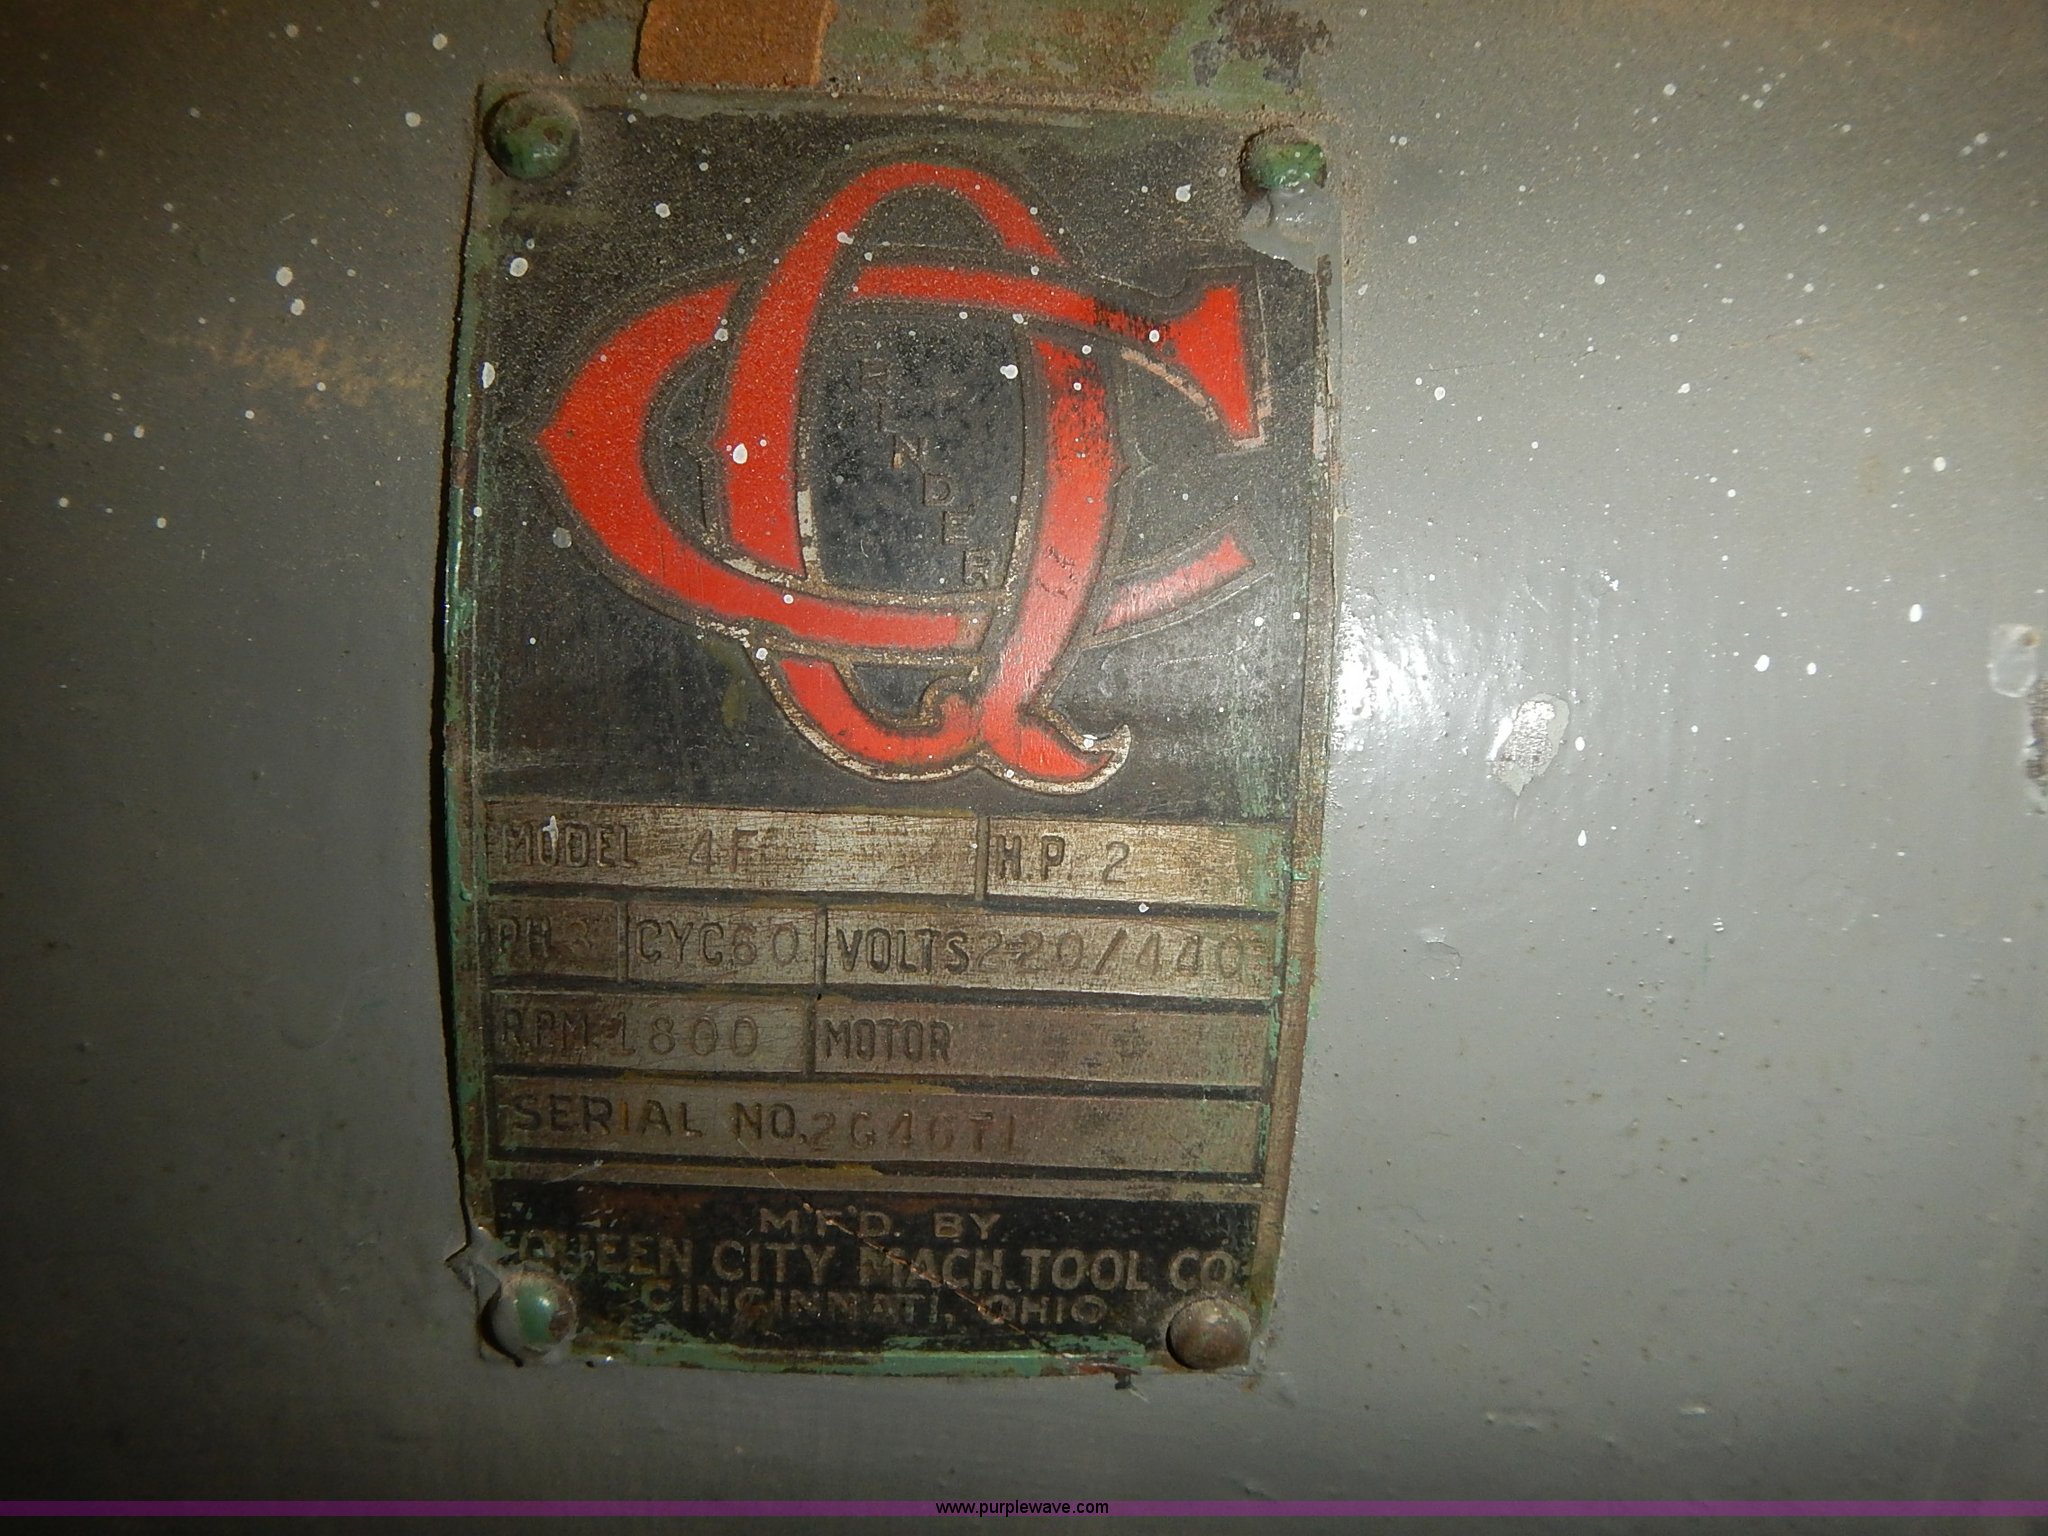 QC
GRINDER
MODEL 4F H.P. 2
PH 3 CYC. 60 VOLTS 220/440
R.P.M. 1800 MOTOR
SERIAL NO. 2G46T1
MFD. BY
QUEEN CITY MACH. TOOL CO.
CINCINNATI, OHIO
www.purplewave.com